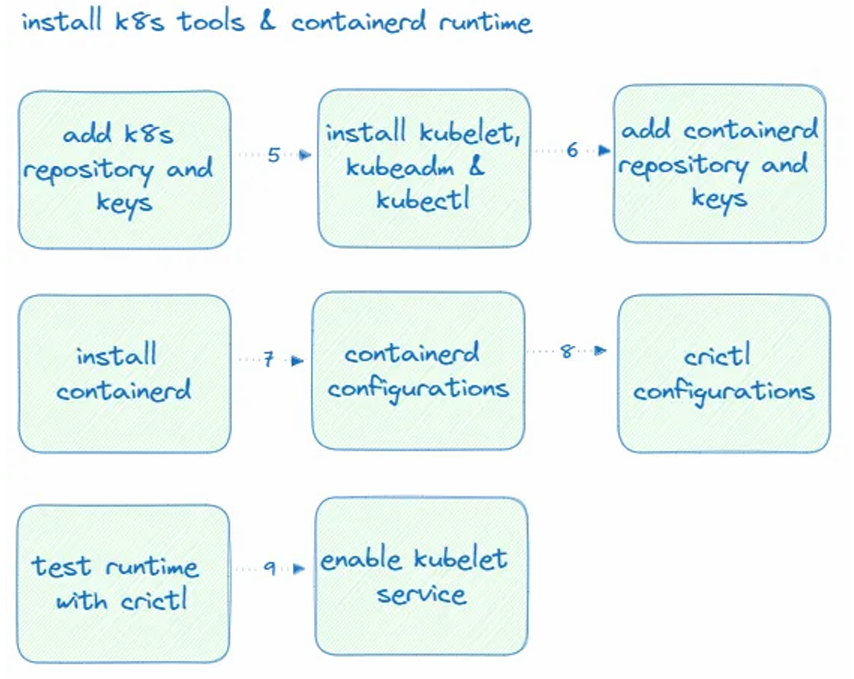 install k8s tools & containerd runtime
add k8s
repository and
keys
5
install kubelet,
kubeadm &
kubectl
6
add containerd
repository and
keys
install
containerd
7
containerd
configurations
8
crictl
configurations
test runtime
with crictl
9
enable kubelet
service